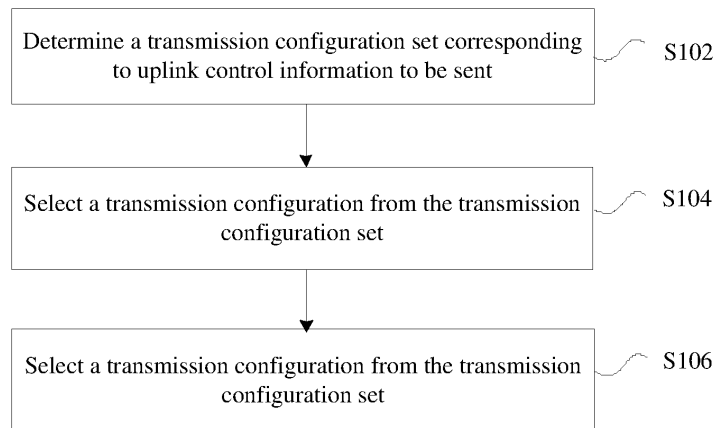 Determine a transmission configuration set corresponding
to uplink control information to be sent
S102
Select a transmission configuration from the transmission
configuration set
S104
Select a transmission configuration from the transmission
configuration set
S106